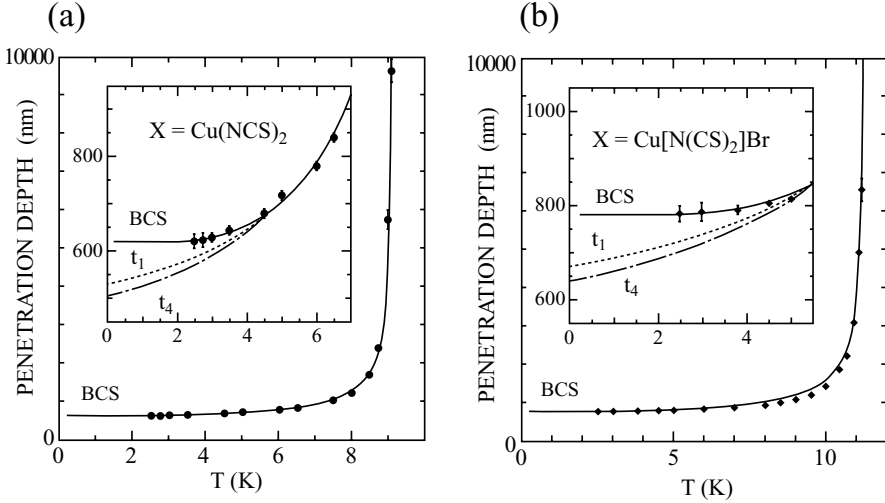 (a)
10000
PENETRATION DEPTH (nm)
X = Cu(NCS)2
800
600
BCS
t1
t4
0 2 4 6
BCS
0
0 2 4 6 8
T (K)
(b)
10000
PENETRATION DEPTH (nm)
1000
X = Cu[N(CS)2]Br
800
600
BCS
t1
t4
0 2 4
BCS
0
0 5 10
T (K)